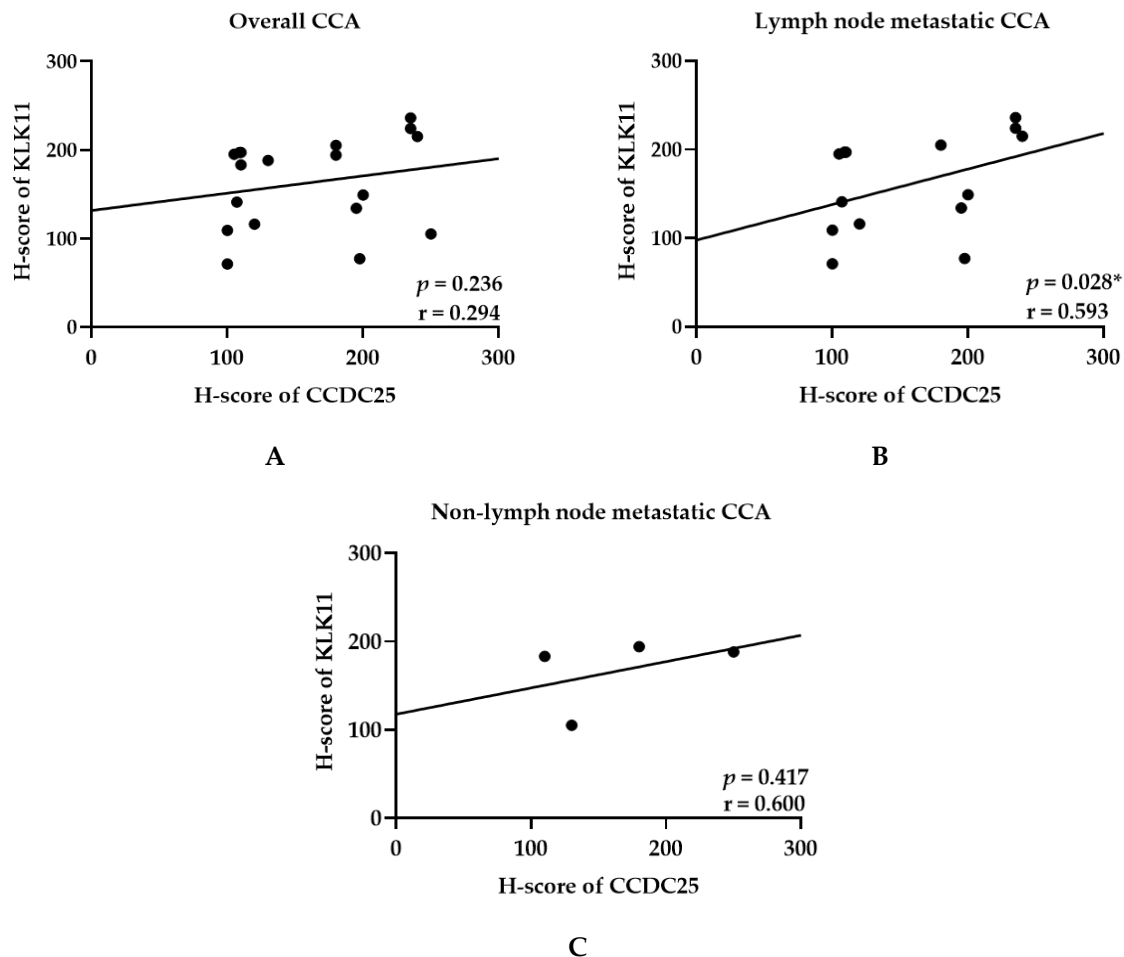 Overall CCA
300
200
100
0
H-score of KLK11
p = 0.236
r = 0.294
0 100 200 300
H-score of CCDC25
A
Lymph node metastatic CCA
300
200
100
0
H-score of KLK11
p = 0.028*
r = 0.593
0 100 200 300
H-score of CCDC25
B
Non-lymph node metastatic CCA
300
200
100
0
H-score of KLK11
p = 0.417
r = 0.600
0 100 200 300
H-score of CCDC25
C